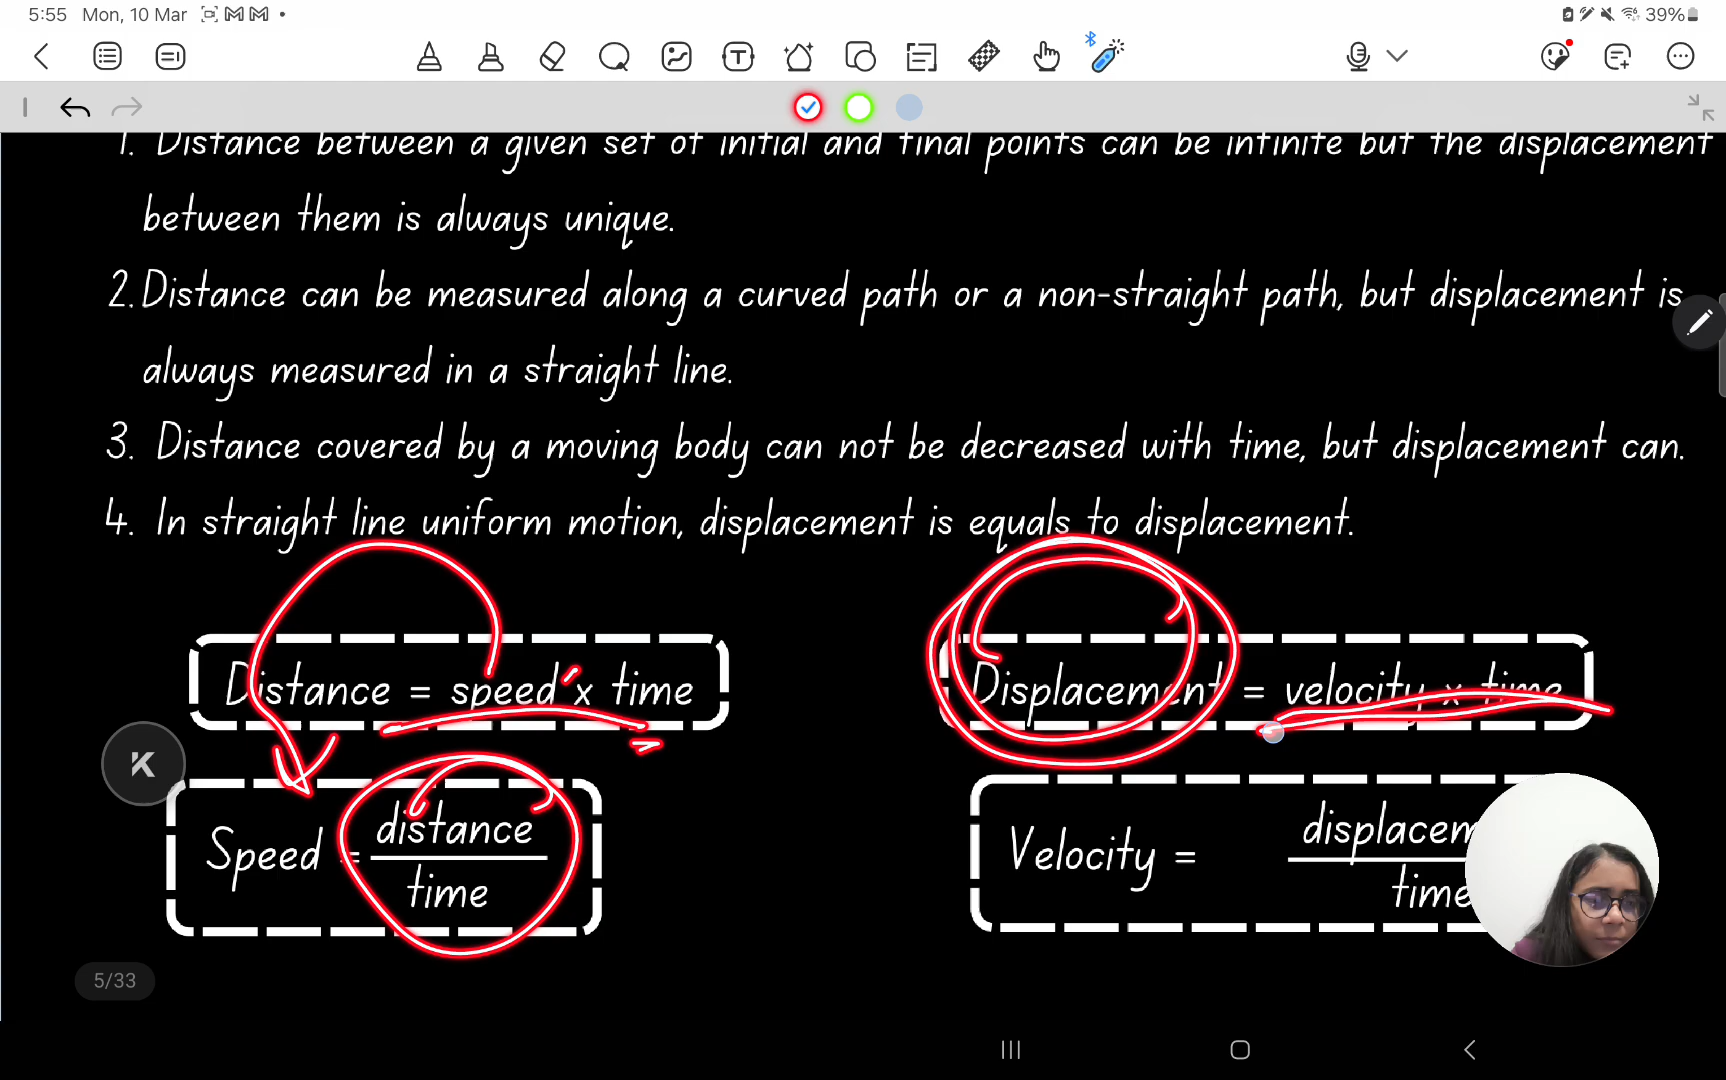 5:55 Mon, 10 Mar
39%
1. Distance between a given set of initial and final points can be infinite but the displacement
between them is always unique.
2. Distance can be measured along a curved path or a non-straight path, but displacement is
always measured in a straight line.
3. Distance covered by a moving body can not be decreased with time, but displacement can.
4. In straight line uniform motion, displacement is equals to displacement.
Distance = speed x time
Displacement = velocity x time
Speed = distance
time
Velocity = displacem
time
K
5/33